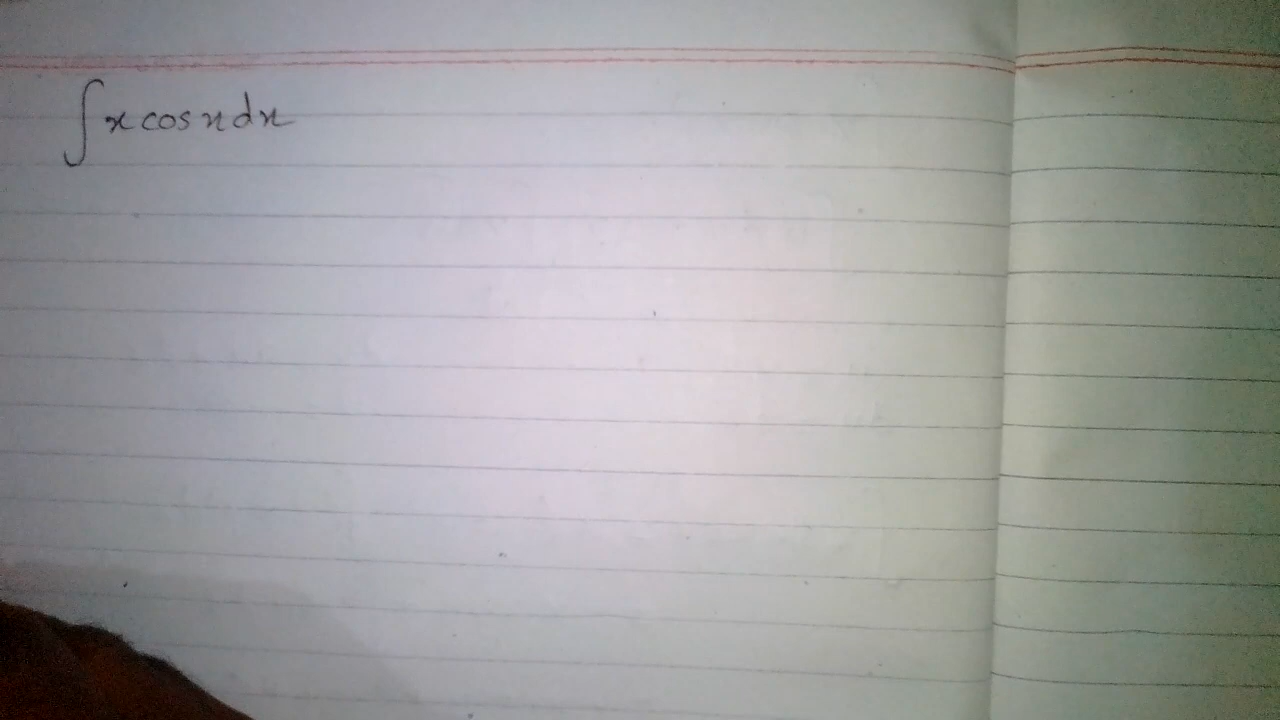 ∫x cos x dx